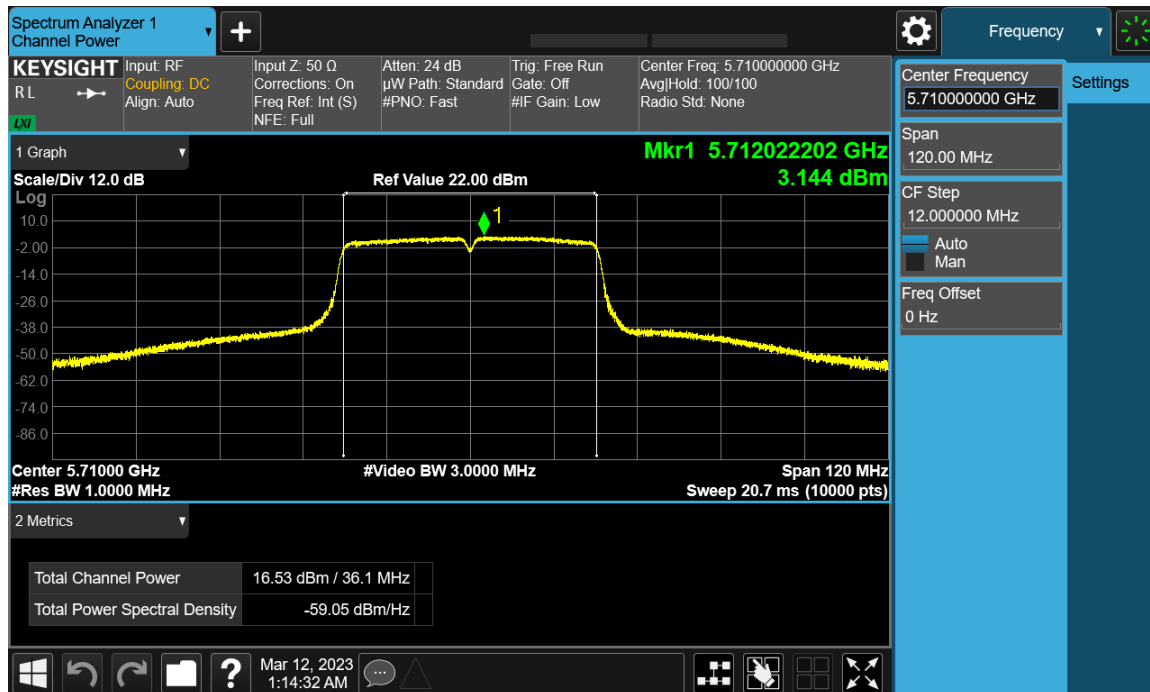 Spectrum Analyzer 1
Channel Power
+
Frequency
KEYSIGHT
R L
LXI
Input: RF
Coupling: DC
Align: Auto
Input Z: 50 Ω
Corrections: On
Freq Ref: Int (S)
NFE: Full
Atten: 24 dB
µW Path: Standard
#PNO: Fast
Trig: Free Run
Gate: Off
#IF Gain: Low
Center Freq: 5.710000000 GHz
Avg|Hold: 100/100
Radio Std: None
Center Frequency
5.710000000 GHz
Settings
Span
120.00 MHz
CF Step
12.000000 MHz
Auto
Man
Freq Offset
0 Hz
1 Graph
Mkr1 5.712022202 GHz
3.144 dBm
Scale/Div 12.0 dB
Ref Value 22.00 dBm
Log
10.0
-2.00
-14.0
-26.0
-38.0
-50.0
-62.0
-74.0
-86.0
1
Center 5.71000 GHz
#Video BW 3.0000 MHz
Span 120 MHz
#Res BW 1.0000 MHz
Sweep 20.7 ms (10000 pts)
2 Metrics
Total Channel Power 16.53 dBm / 36.1 MHz
Total Power Spectral Density -59.05 dBm/Hz
?
Mar 12, 2023
1:14:32 AM